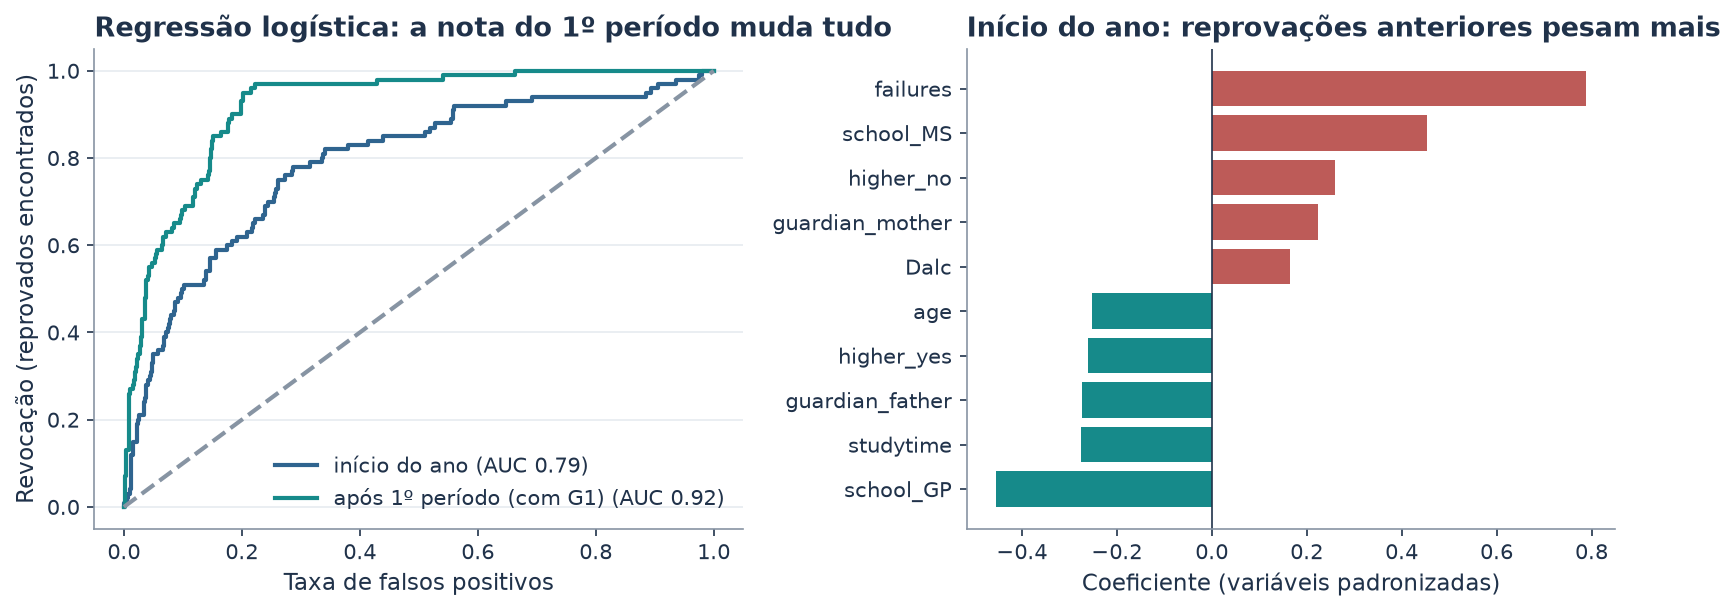 Regressão logística: a nota do 1º período muda tudo
Revocação (reprovados encontrados)
1.0
0.8
0.6
0.4
0.2
0.0
início do ano (AUC 0.79)
após 1º período (com G1) (AUC 0.92)
0.0 0.2 0.4 0.6 0.8 1.0
Taxa de falsos positivos
Início do ano: reprovações anteriores pesam mais
failures
school_MS
higher_no
guardian_mother
Dalc
age
higher_yes
guardian_father
studytime
school_GP
−0.4 −0.2 0.0 0.2 0.4 0.6 0.8
Coeficiente (variáveis padronizadas)